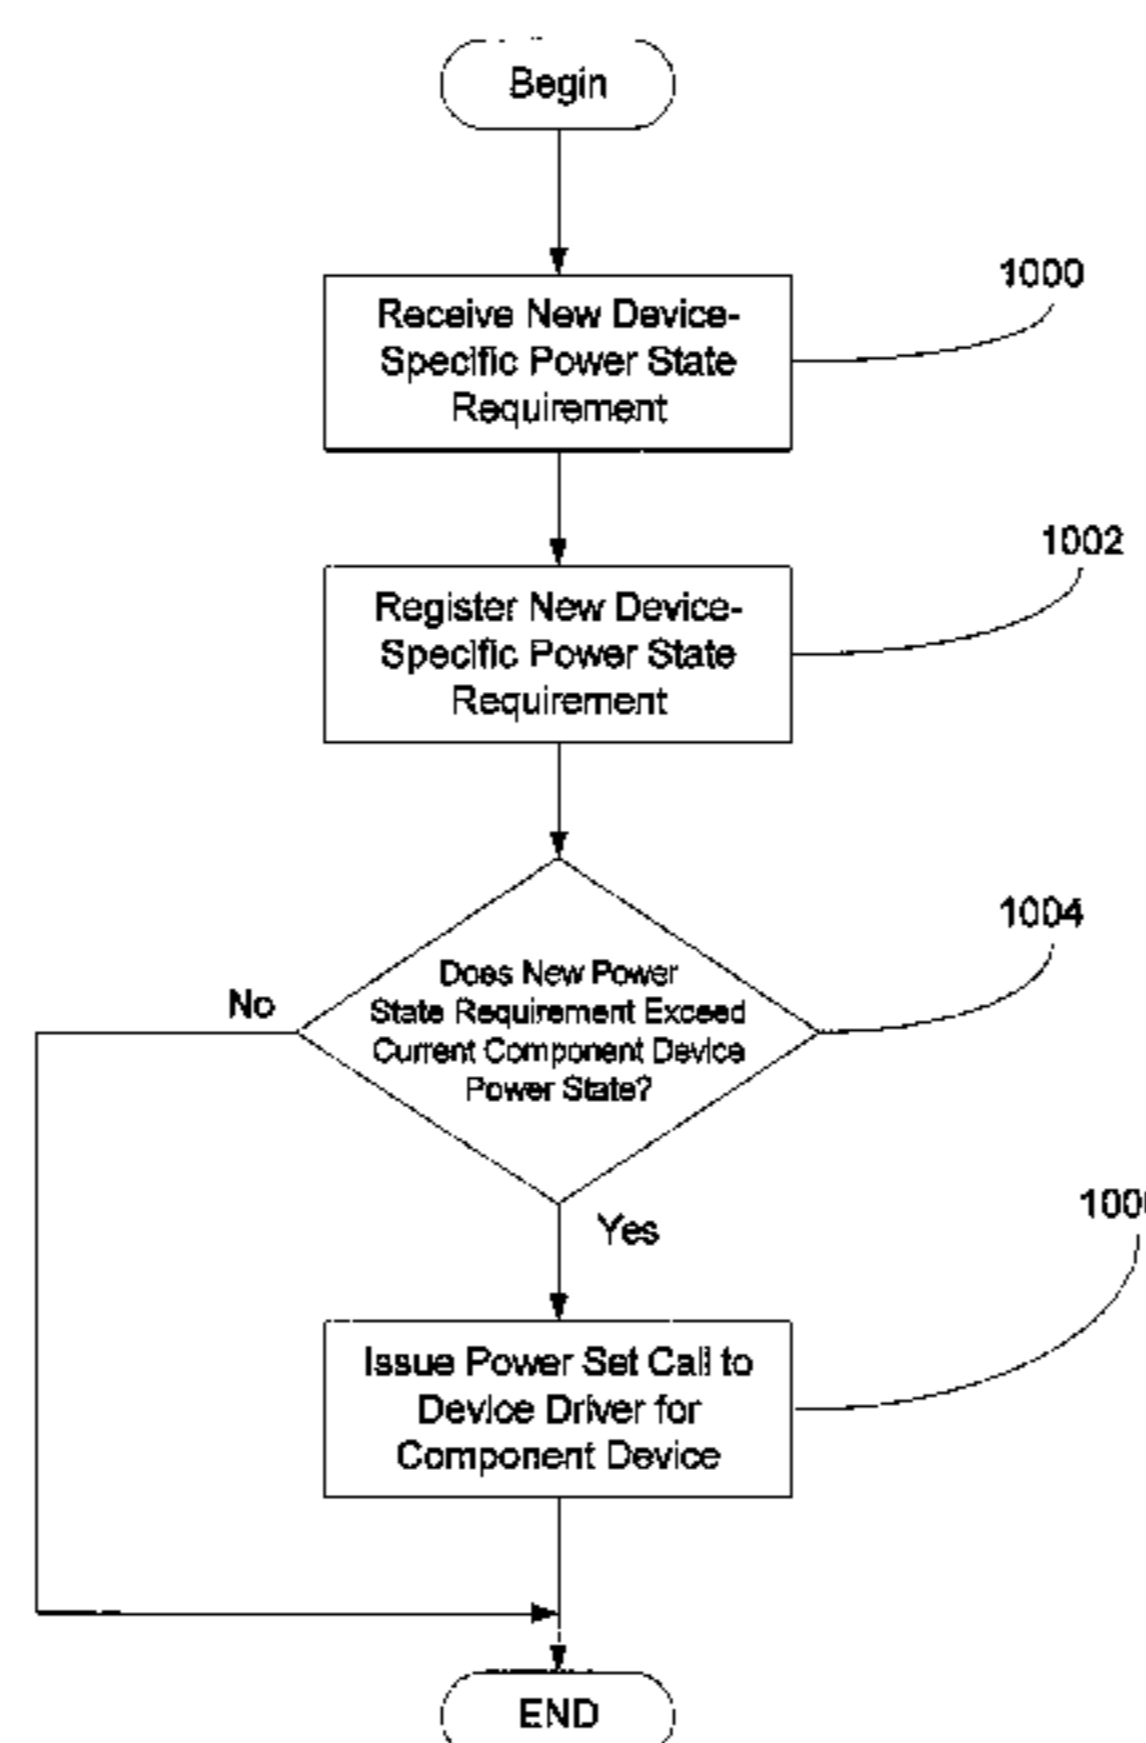 Begin
Receive New Device-
Specific Power State
Requirement
1000
Register New Device-
Specific Power State
Requirement
1002
Does New Power
State Requirement Exceed
Current Component Device
Power State?
1004
No
Yes
Issue Power Set Call to
Device Driver for
Component Device
END